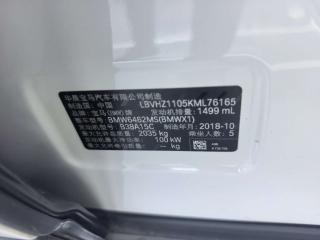 华晨宝马汽车有限公司制造
制造国：中国 LBVHZ1105KML76165
品牌：宝马(BMW)牌 发动机排量：1499 mL
整车型号：BMW6462MS(BMWX1)
发动机型号：B38A15C 制造年月：2018-10
最大允许总质量：2035 kg 乘坐人数：5
发动机最大净功率：100 kW
-- kg